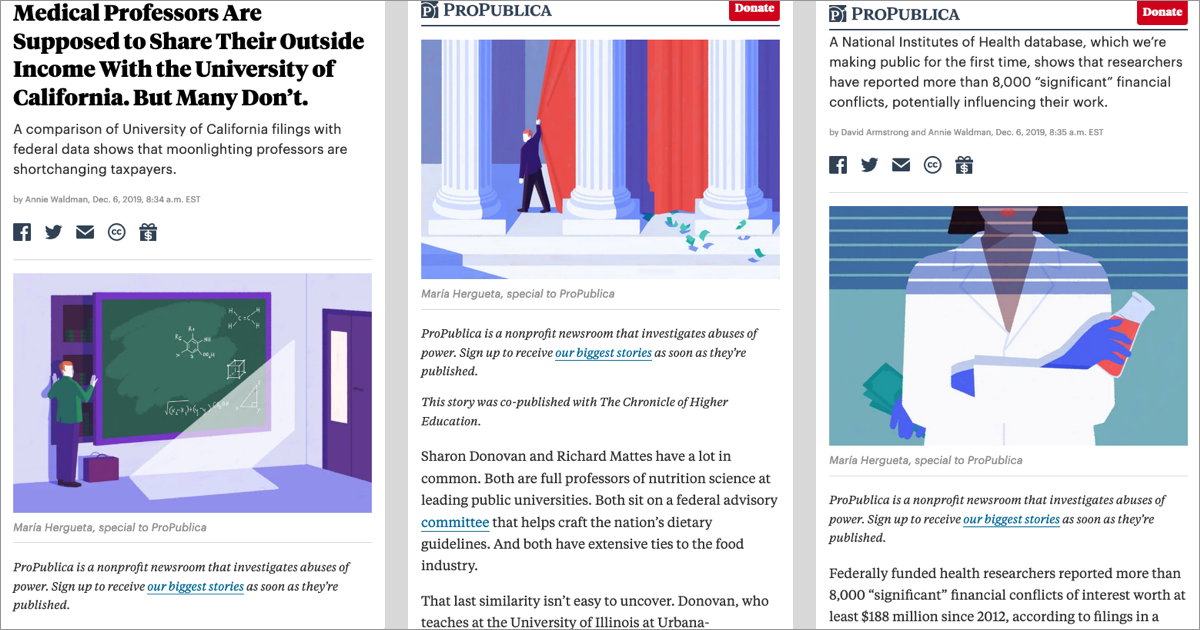 Medical Professors Are
Supposed to Share Their Outside
Income With the University of
California. But Many Don’t.
A comparison of University of California filings with
federal data shows that moonlighting professors are
shortchanging taxpayers.
by Annie Waldman, Dec. 6, 2019, 8:34 a.m. EST
María Hergueta, special to ProPublica
ProPublica is a nonprofit newsroom that investigates abuses of
power. Sign up to receive our biggest stories as soon as they’re
published.
PROPUBLICA
Donate
María Hergueta, special to ProPublica
ProPublica is a nonprofit newsroom that investigates abuses of
power. Sign up to receive our biggest stories as soon as they’re
published.
This story was co-published with The Chronicle of Higher
Education.
Sharon Donovan and Richard Mattes have a lot in
common. Both are full professors of nutrition science at
leading public universities. Both sit on a federal advisory
committee that helps craft the nation’s dietary
guidelines. And both have extensive ties to the food
industry.
That last similarity isn’t easy to uncover. Donovan, who
teaches at the University of Illinois at Urbana-
PROPUBLICA
Donate
A National Institutes of Health database, which we’re
making public for the first time, shows that researchers
have reported more than 8,000 “significant” financial
conflicts, potentially influencing their work.
by David Armstrong and Annie Waldman, Dec. 6, 2019, 8:35 a.m. EST
María Hergueta, special to ProPublica
ProPublica is a nonprofit newsroom that investigates abuses of
power. Sign up to receive our biggest stories as soon as they’re
published.
Federally funded health researchers reported more than
8,000 “significant” financial conflicts of interest worth at
least $188 million since 2012, according to filings in a